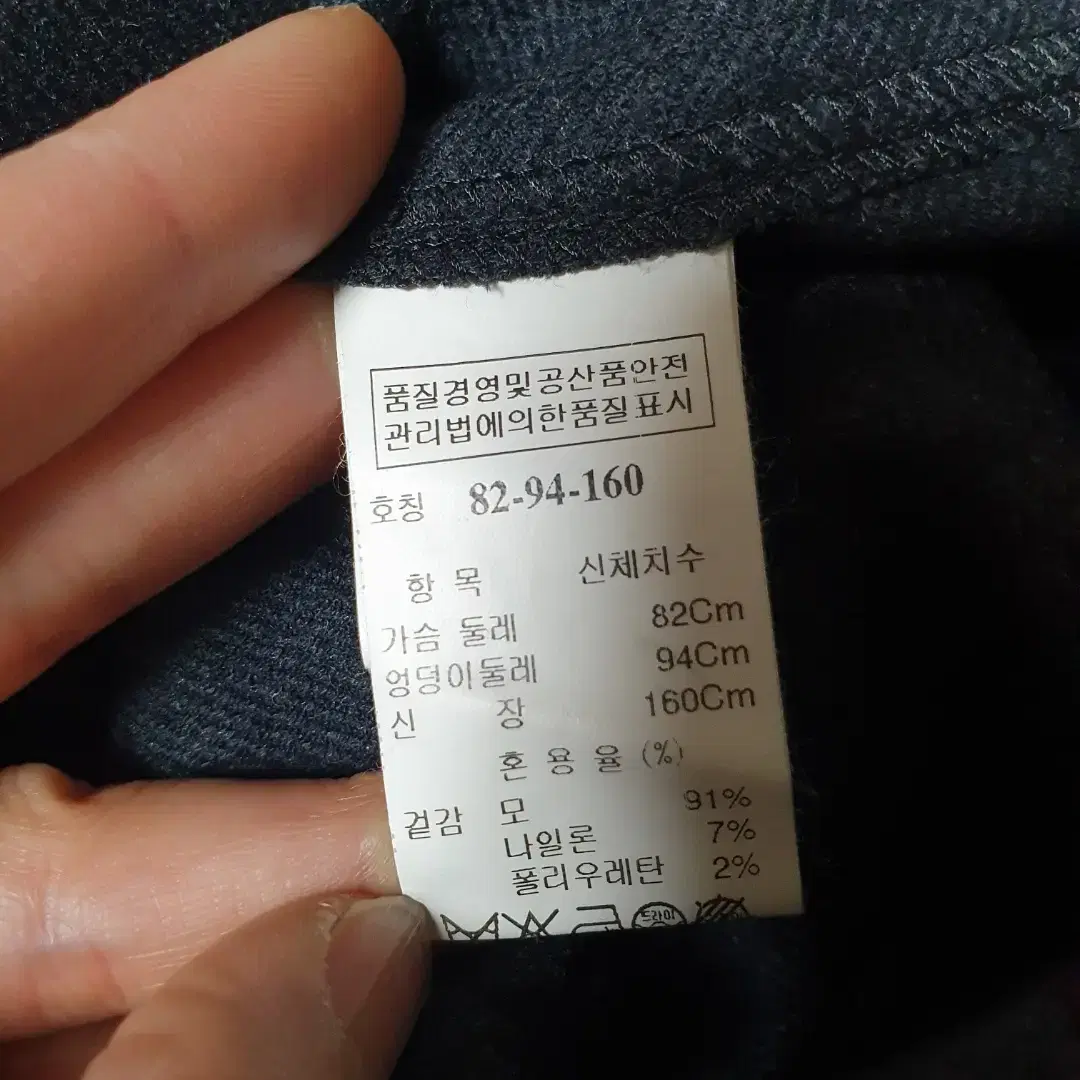 품질경영및공산품안전
관리법에의한품질표시
호칭 82-94-160
항 목 신체치수
가슴 둘레 82Cm
엉덩이둘레 94Cm
신 장 160Cm
혼 용 율 (%)
겉감 모 91%
나일론 7%
폴리우레탄 2%
드라이